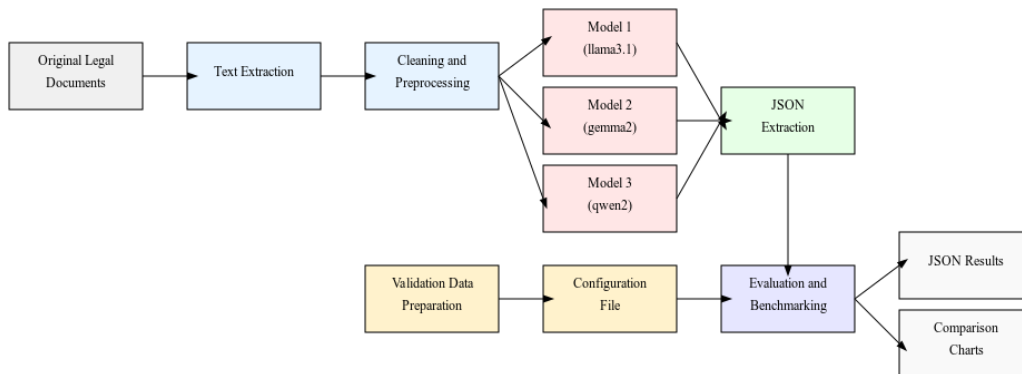 Original Legal
Documents
Text Extraction
Cleaning and
Preprocessing
Model 1
(llama3.1)
Model 2
(gemma2)
Model 3
(qwen2)
JSON
Extraction
Validation Data
Preparation
Configuration
File
Evaluation and
Benchmarking
JSON Results
Comparison
Charts